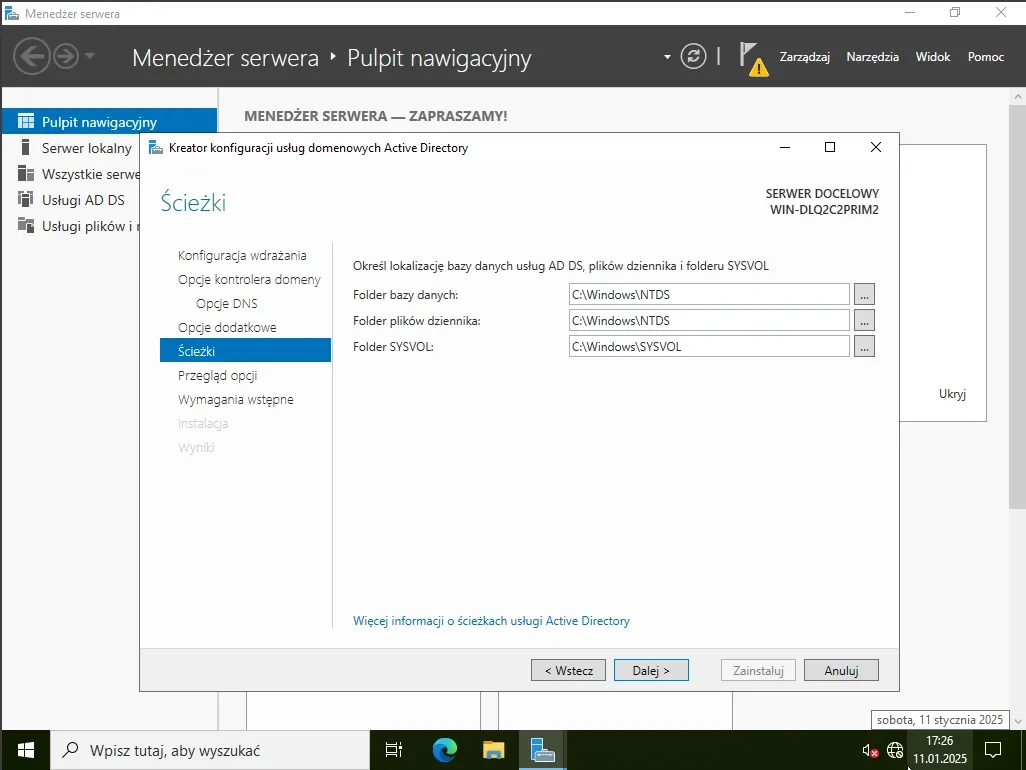 Menedżer serwera
Menedżer serwera ‣ Pulpit nawigacyjny
Zarządzaj Narzędzia Widok Pomoc
Pulpit nawigacyjny
Serwer lokalny
Wszystkie serwe
Usługi AD DS
Usługi plików i
MENEDŻER SERWERA — ZAPRASZAMY!
Ukryj
Kreator konfiguracji usług domenowych Active Directory
Ścieżki
SERWER DOCELOWY
WIN-DLQ2C2PRIM2
Konfiguracja wdrażania
Opcje kontrolera domeny
Opcje DNS
Opcje dodatkowe
Ścieżki
Przegląd opcji
Wymagania wstępne
Instalacja
Wyniki
Określ lokalizację bazy danych usług AD DS, plików dziennika i folderu SYSVOL
Folder bazy danych: C:\Windows\NTDS ...
Folder plików dziennika: C:\Windows\NTDS ...
Folder SYSVOL: C:\Windows\SYSVOL ...
Więcej informacji o ścieżkach usługi Active Directory
< Wstecz Dalej > Zainstaluj Anuluj
sobota, 11 stycznia 2025
Wpisz tutaj, aby wyszukać
17:26
11.01.2025